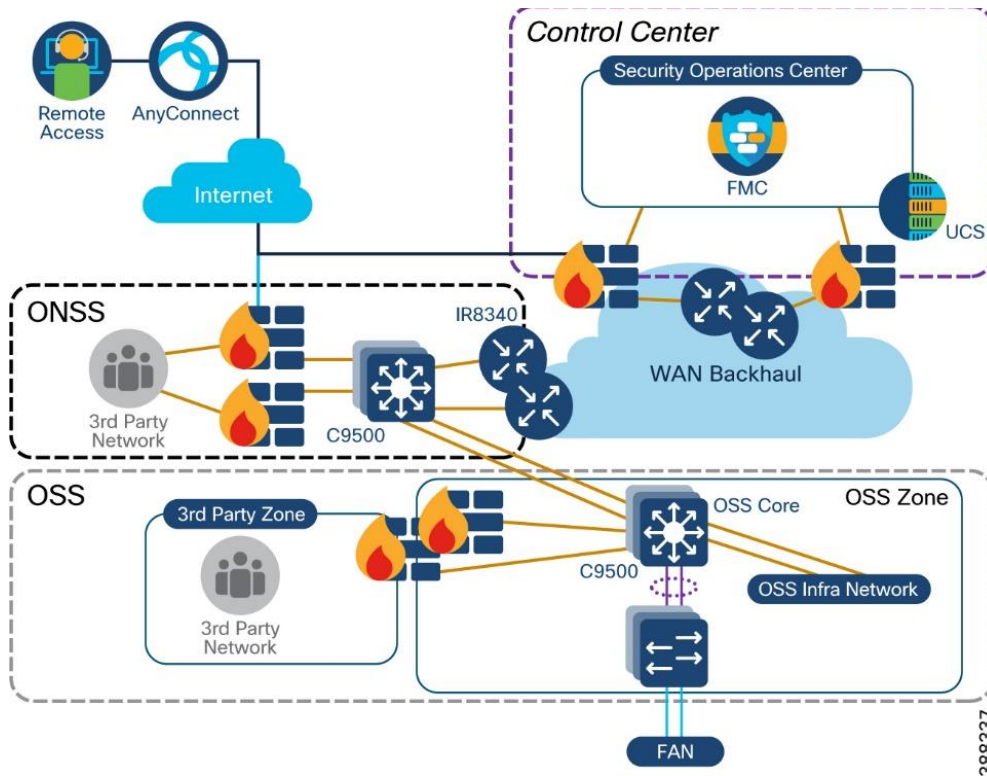 Control Center
Security Operations Center
FMC
UCS
Remote
Access
AnyConnect
Internet
ONSS
3rd Party
Network
C9500
IR8340
WAN Backhaul
OSS
3rd Party Zone
3rd Party
Network
OSS Zone
OSS Core
C9500
OSS Infra Network
FAN
388337